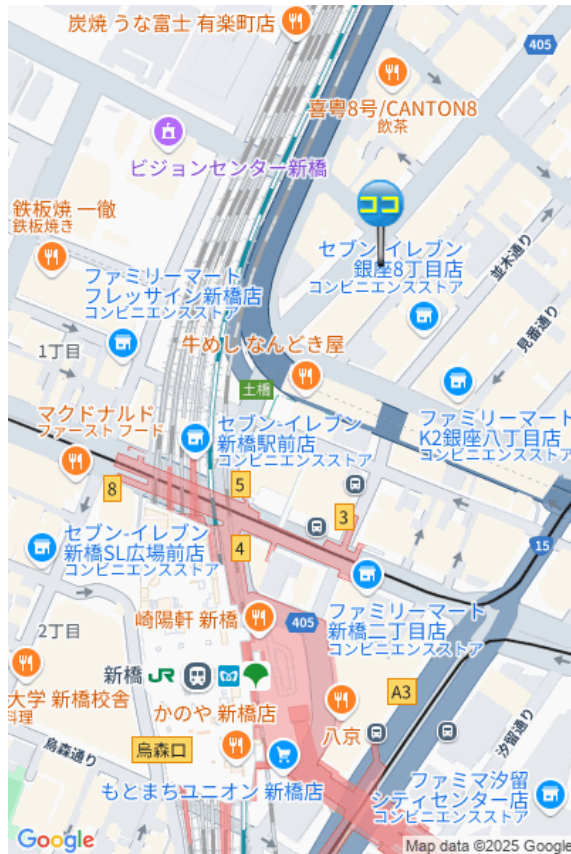 炭焼 うな富士 有楽町店
405
喜粤8号/CANTON8
飲茶
ビジョンセンター新橋
ココ
鉄板焼 一徹
鉄板焼き
セブン-イレブン
銀座8丁目店
コンビニエンスストア
並木通り
ファミリーマート
フレッサイン新橋店
コンビニエンスストア
見番通り
1丁目
牛めし なんどき屋
土橋
マクドナルド
ファースト フード
セブン-イレブン
新橋駅前店
コンビニエンスストア
ファミリーマート
K2銀座八丁目店
コンビニエンスストア
8
5
3
セブン-イレブン
新橋SL広場前店
コンビニエンスストア
4
15
崎陽軒 新橋
405
ファミリーマート
新橋二丁目店
コンビニエンスストア
2丁目
新橋
JR
大学 新橋校舎
料理
かのや 新橋店
A3
八京
汐留通り
烏森通り
烏森口
もとまちユニオン 新橋店
ファミマ汐留
シティセンター店
コンビニエンスストア
Google
Map data ©2025 Google